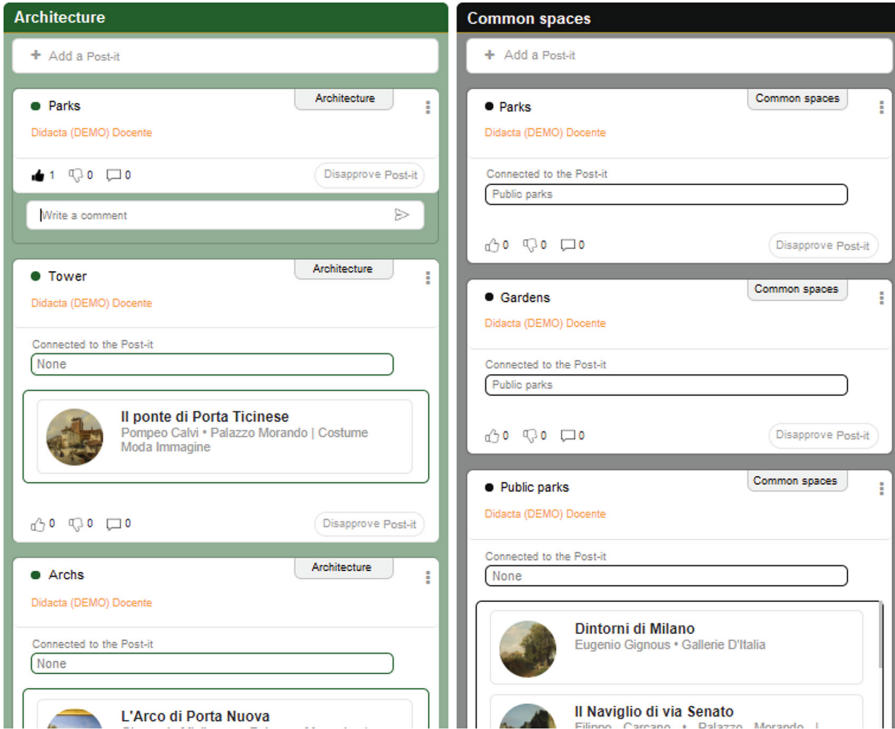 Architecture
+ Add a Post-it
Parks
Architecture
Didacta (DEMO) Docente
1 0 0
Disapprove Post-it
Write a comment
Tower
Architecture
Didacta (DEMO) Docente
Connected to the Post-it
None
Il ponte di Porta Ticinese
Pompeo Calvi • Palazzo Morando | Costume
Moda Immagine
0 0 0
Disapprove Post-it
Archs
Architecture
Didacta (DEMO) Docente
Connected to the Post-it
None
L'Arco di Porta Nuova
Common spaces
+ Add a Post-it
Parks
Common spaces
Didacta (DEMO) Docente
Connected to the Post-it
Public parks
0 0 0
Disapprove Post-it
Gardens
Common spaces
Didacta (DEMO) Docente
Connected to the Post-it
Public parks
0 0 0
Disapprove Post-it
Public parks
Common spaces
Didacta (DEMO) Docente
Connected to the Post-it
None
Dintorni di Milano
Eugenio Gignous • Gallerie D'Italia
Il Naviglio di via Senato
Filippo Carcano • Palazzo Morando |